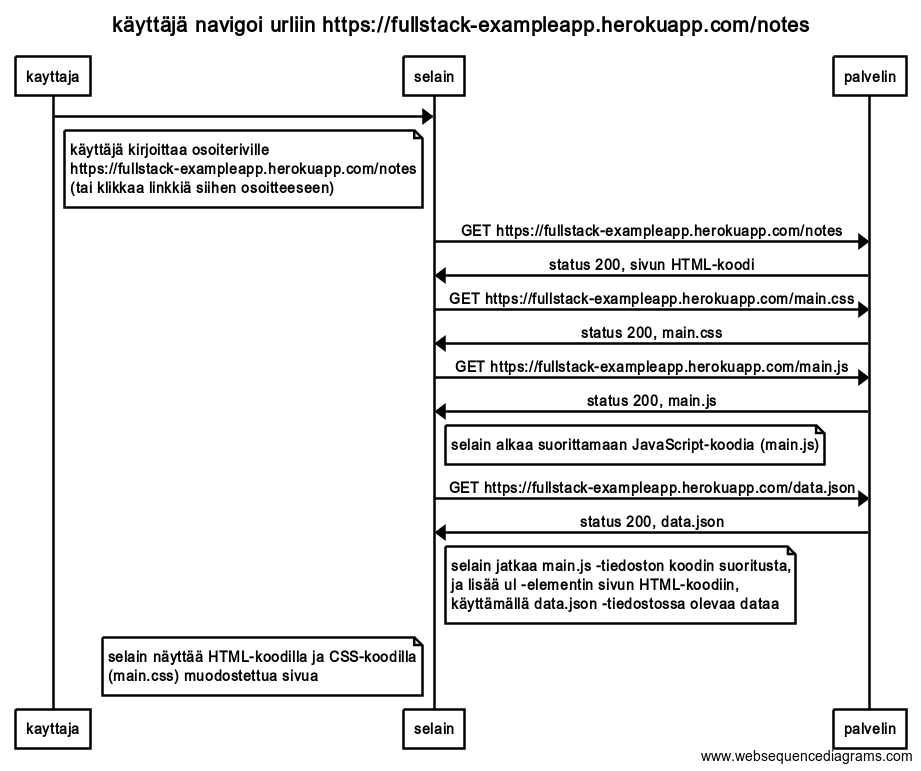 käyttäjä navigoi urliin https://fullstack-exampleapp.herokuapp.com/notes
kayttaja
selain
palvelin
käyttäjä kirjoittaa osoiteriville
https://fullstack-exampleapp.herokuapp.com/notes
(tai klikkaa linkkiä siihen osoitteeseen)
GET https://fullstack-exampleapp.herokuapp.com/notes
status 200, sivun HTML-koodi
GET https://fullstack-exampleapp.herokuapp.com/main.css
status 200, main.css
GET https://fullstack-exampleapp.herokuapp.com/main.js
status 200, main.js
selain alkaa suorittamaan JavaScript-koodia (main.js)
GET https://fullstack-exampleapp.herokuapp.com/data.json
status 200, data.json
selain jatkaa main.js -tiedoston koodin suoritusta,
ja lisää ul -elementin sivun HTML-koodiin,
käyttämällä data.json -tiedostossa olevaa dataa
selain näyttää HTML-koodilla ja CSS-koodilla
(main.css) muodostettua sivua
kayttaja
selain
palvelin
www.websequencediagrams.com